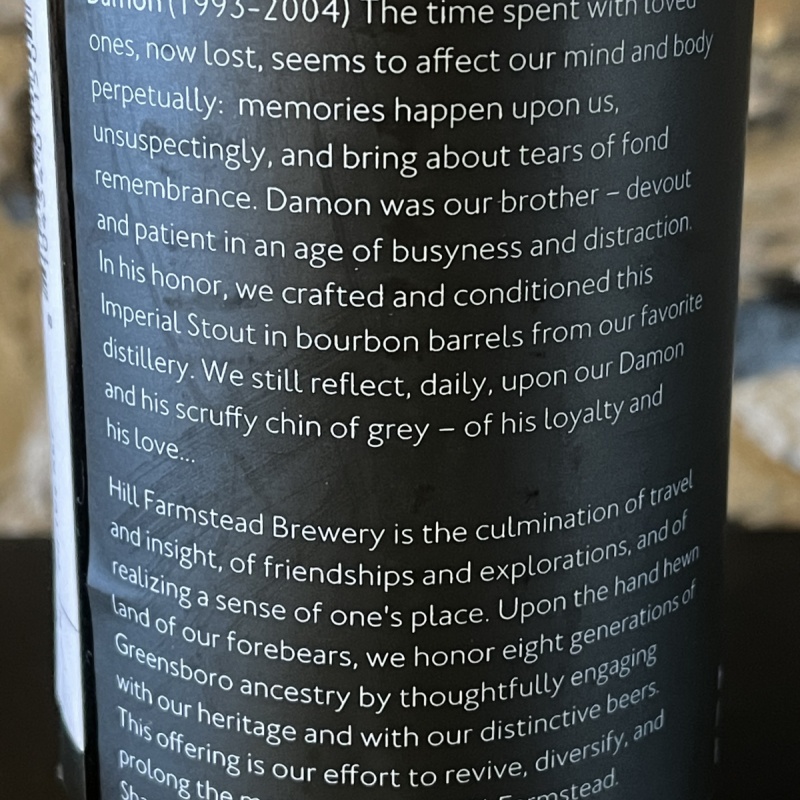 Damon (1993-2004) The time spent with loved
ones, now lost, seems to affect our mind and body
perpetually: memories happen upon us,
unsuspectingly, and bring about tears of fond
remembrance. Damon was our brother – devout
and patient in an age of busyness and distraction.
In his honor, we crafted and conditioned this
Imperial Stout in bourbon barrels from our favorite
distillery. We still reflect, daily, upon our Damon
and his scruffy chin of grey – of his loyalty and
his love...
Hill Farmstead Brewery is the culmination of travel
and insight, of friendships and explorations, and of
realizing a sense of one's place. Upon the hand hewn
land of our forebears, we honor eight generations of
Greensboro ancestry by thoughtfully engaging
with our heritage and with our distinctive beers.
This offering is our effort to revive, diversify, and
prolong the Farmstead.